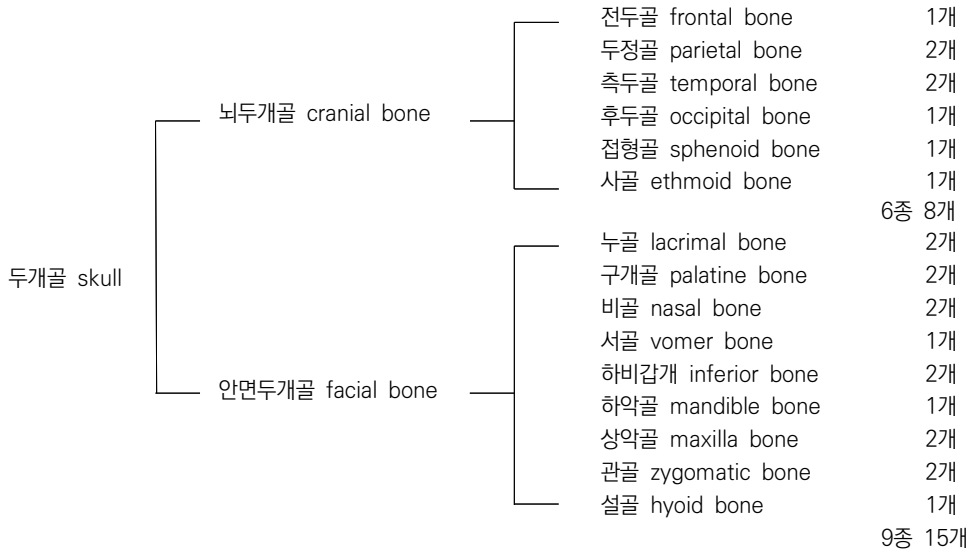 전두골 frontal bone 1개
두정골 parietal bone 2개
측두골 temporal bone 2개
뇌두개골 cranial bone
후두골 occipital bone 1개
접형골 sphenoid bone 1개
사골 ethmoid bone 1개
6종 8개
누골 lacrimal bone 2개
두개골 skull
구개골 palatine bone 2개
비골 nasal bone 2개
서골 vomer bone 1개
하비갑개 inferior bone 2개
안면두개골 facial bone
하악골 mandible bone 1개
상악골 maxilla bone 2개
관골 zygomatic bone 2개
설골 hyoid bone 1개
9종 15개